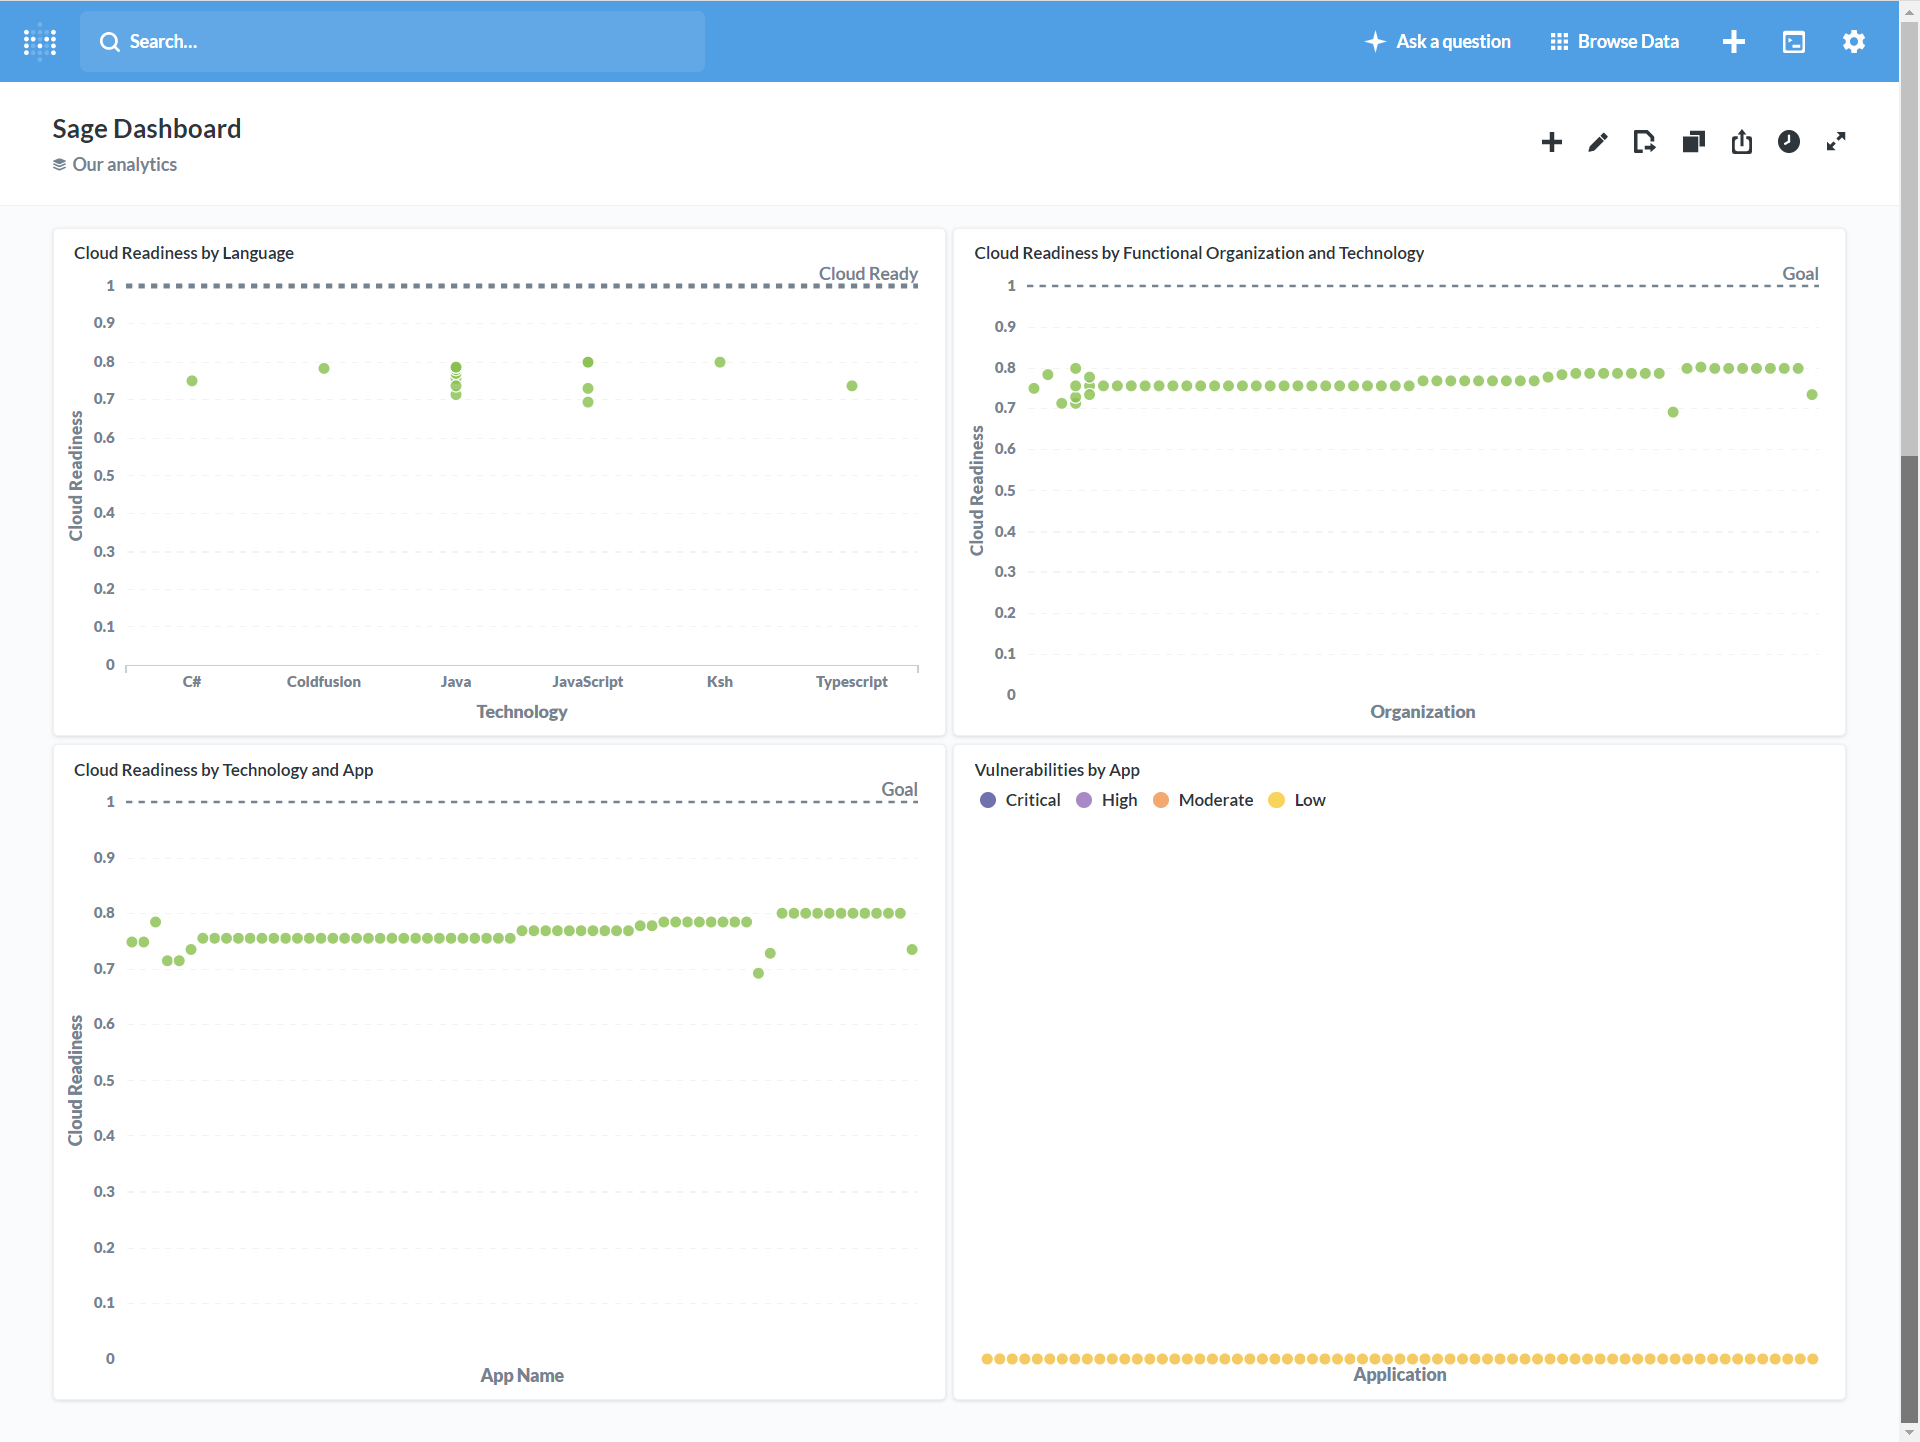 Search...
Ask a question
Browse Data
Sage Dashboard
Our analytics
Cloud Readiness by Language
Cloud Ready
1
0.9
0.8
0.7
0.6
0.5
0.4
0.3
0.2
0.1
0
Cloud Readiness
C#
Coldfusion
Java
JavaScript
Ksh
Typescript
Technology
Cloud Readiness by Functional Organization and Technology
Goal
1
0.9
0.8
0.7
0.6
0.5
0.4
0.3
0.2
0.1
0
Cloud Readiness
Organization
Cloud Readiness by Technology and App
Goal
1
0.9
0.8
0.7
0.6
0.5
0.4
0.3
0.2
0.1
0
Cloud Readiness
App Name
Vulnerabilities by App
Critical
High
Moderate
Low
Application